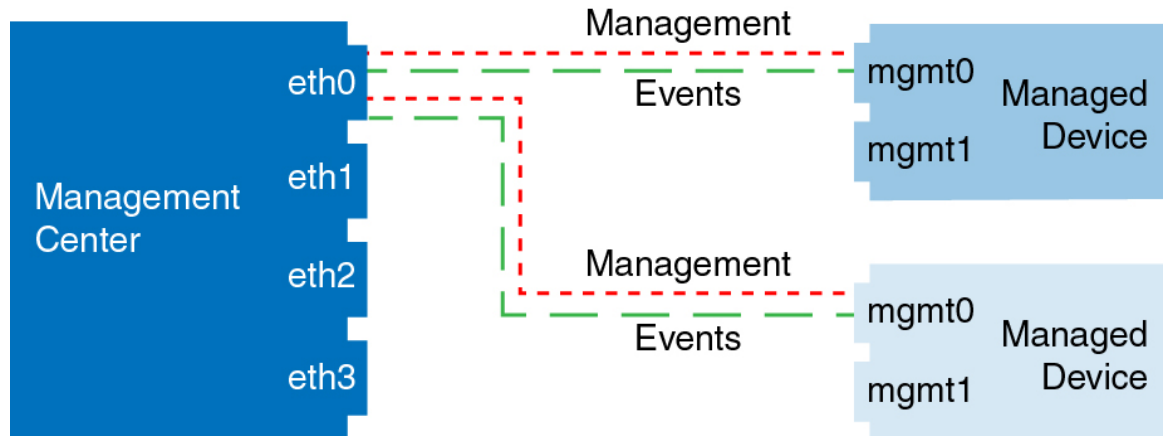 Management
Center
eth0
eth1
eth2
eth3
Management
Events
mgmt0
mgmt1
Managed
Device
Management
Events
mgmt0
mgmt1
Managed
Device